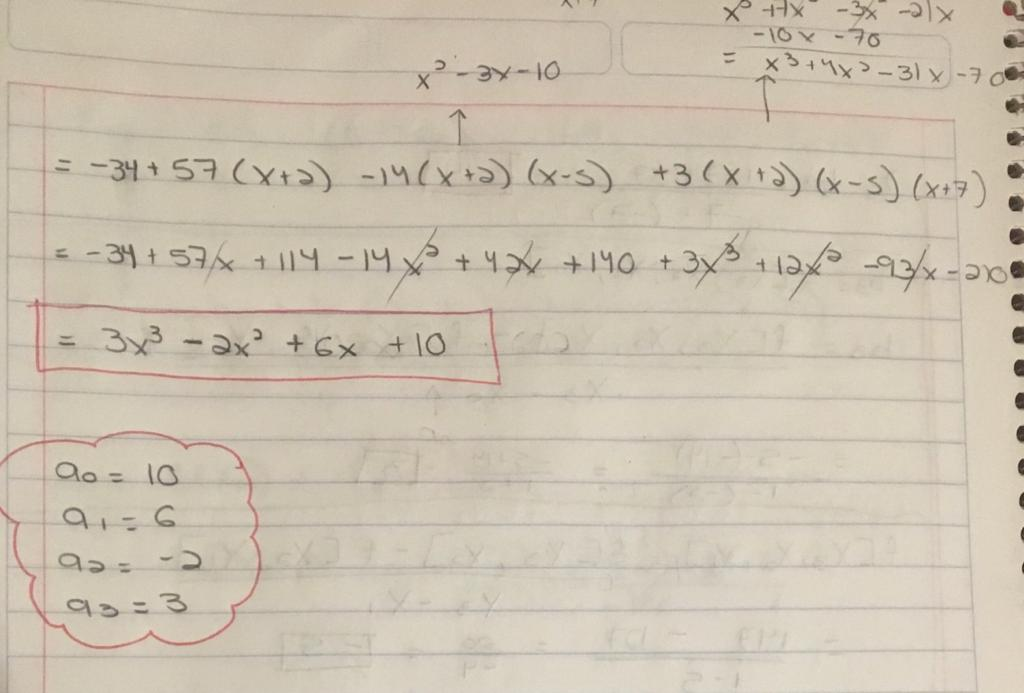 x³ +7x² -3x² -21x
-10x -70
= x³+4x²-31x-70
x²-3x-10
= -34+57(x+2) -14(x+2)(x-5) +3(x+2)(x-5)(x+7)
= -34+57x+114-14x²+42x+140+3x³+12x²-93x-210
= 3x³-2x²+6x+10
a₀= 10
a₁= 6
a₂= -2
a₃= 3